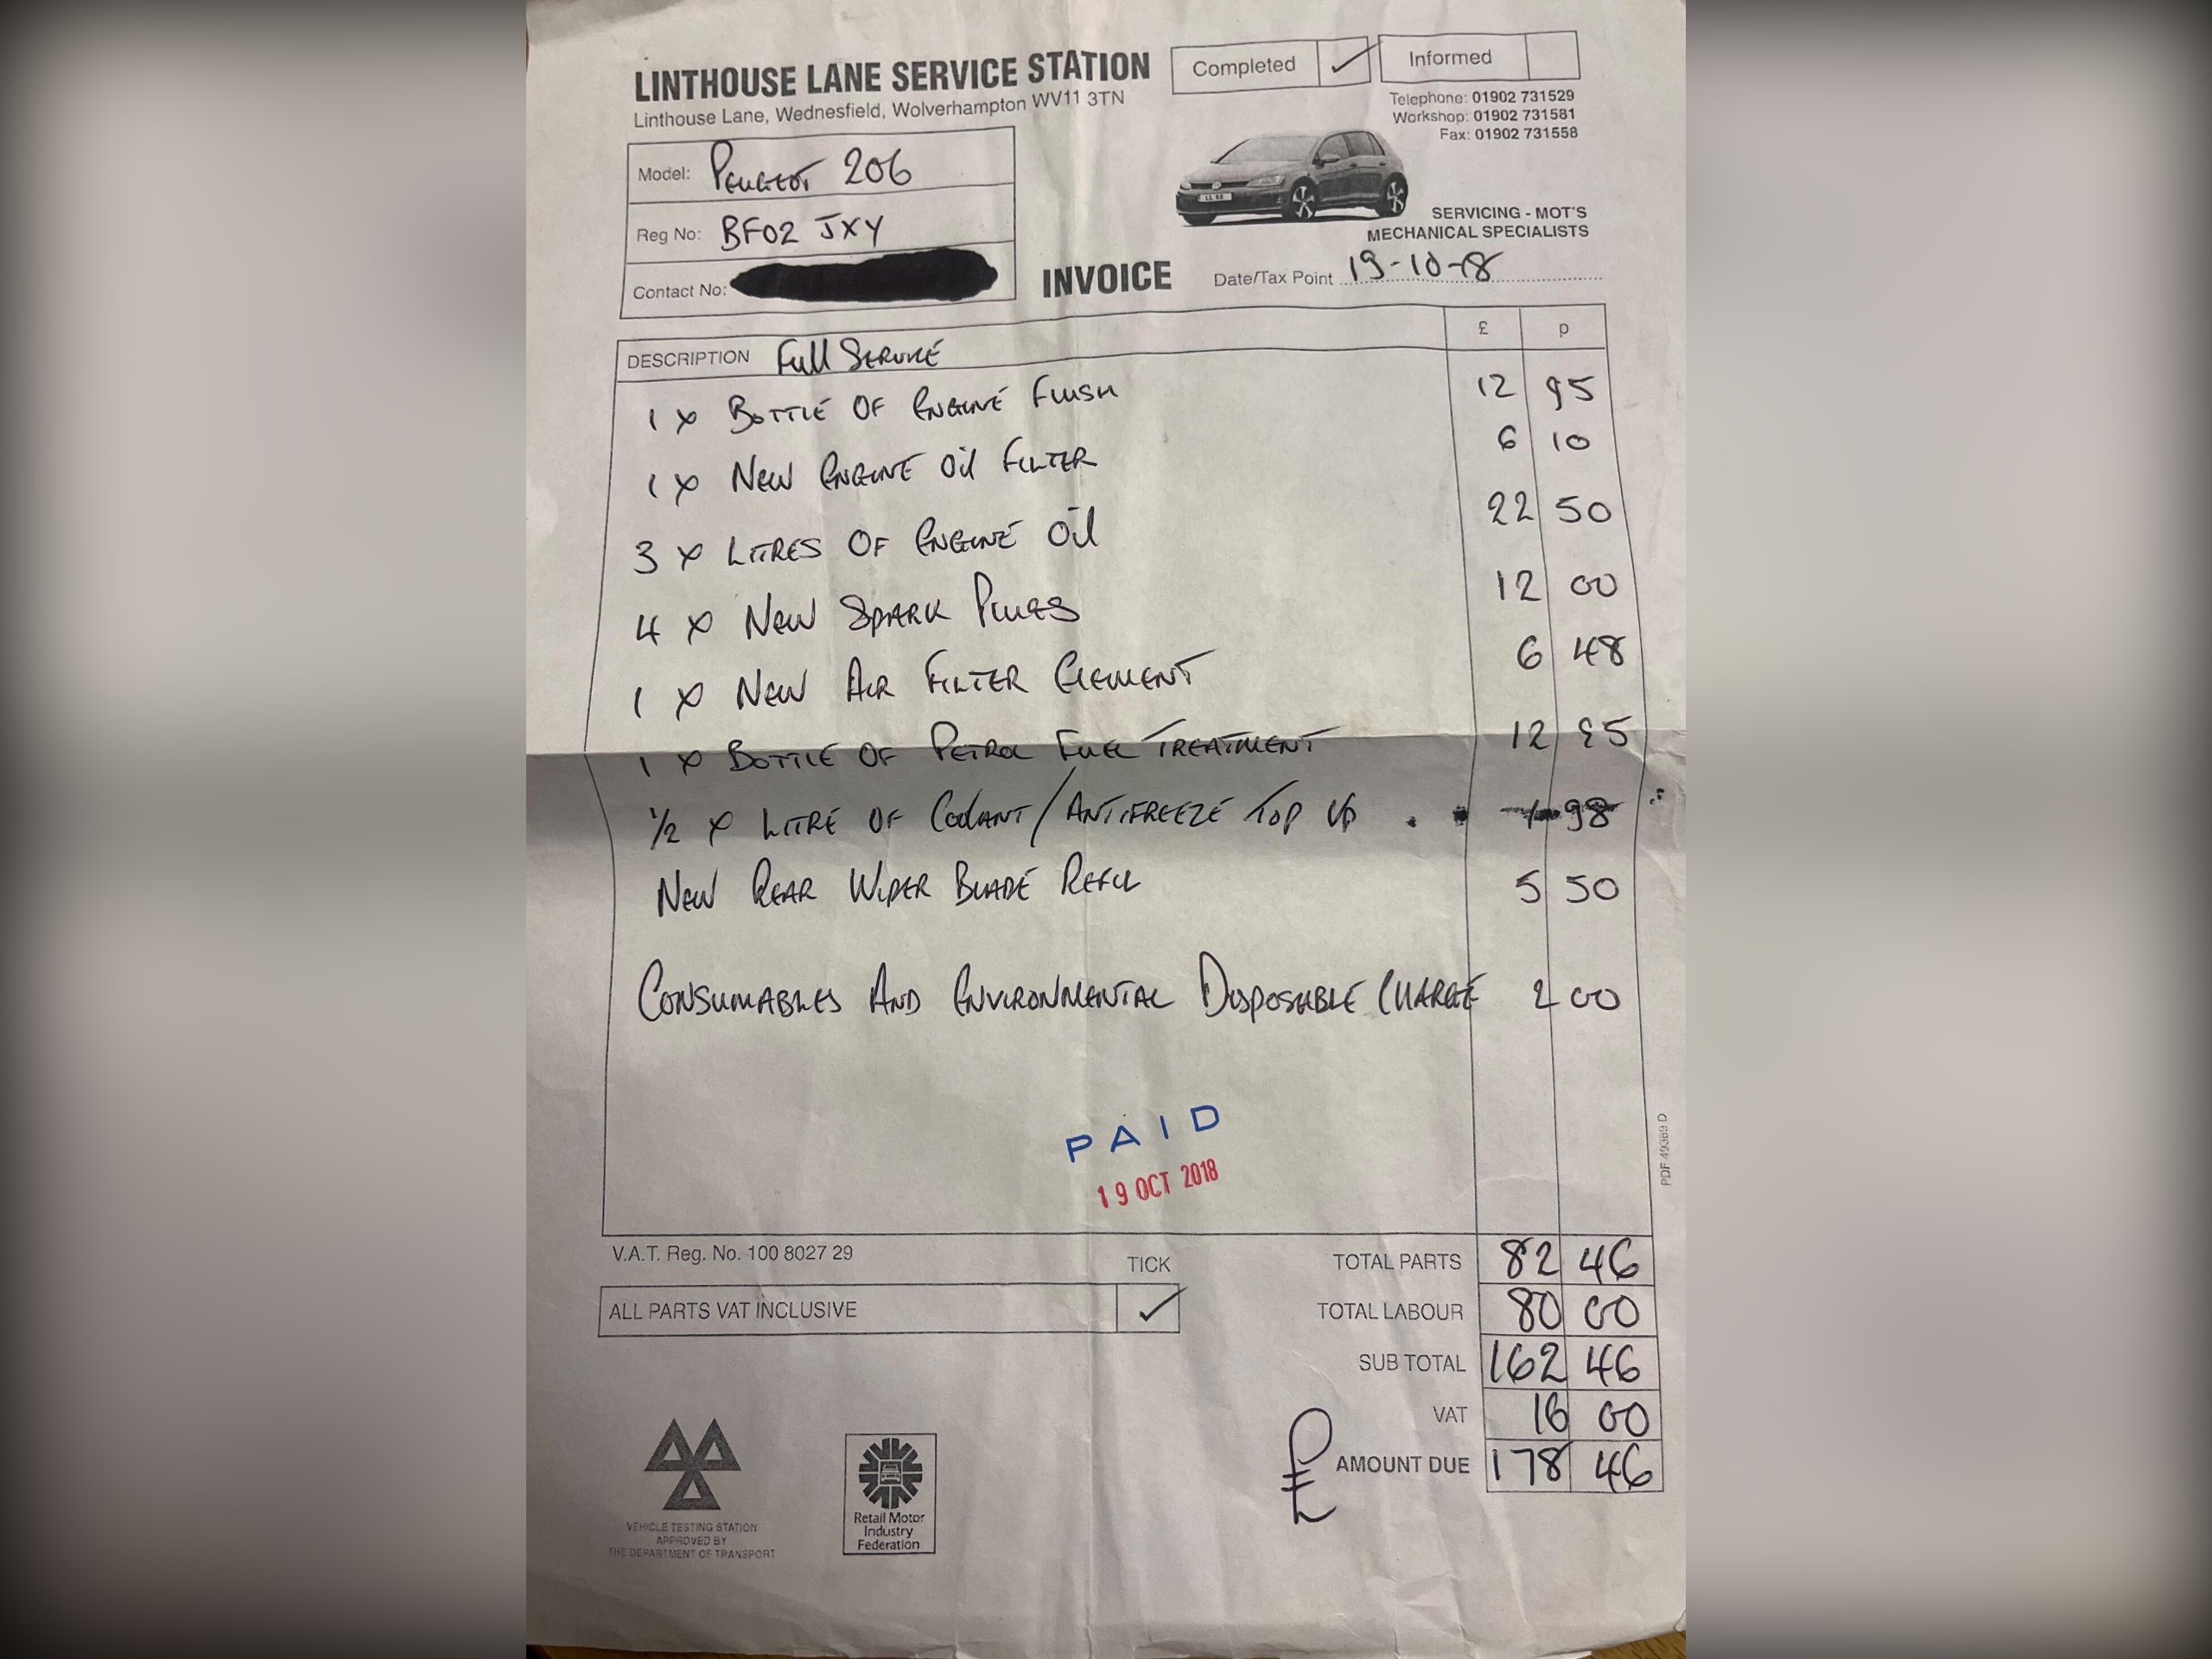 LINTHOUSE LANE SERVICE STATION
Linthouse Lane, Wednesfield, Wolverhampton WV11 3TN
Completed ✓ Informed
Telephone: 01902 731529
Workshop: 01902 731581
Fax: 01902 731558
Model: PEUGEOT 206
Reg No: BF02 JXY
Contact No:
SERVICING - MOT'S
MECHANICAL SPECIALISTS
INVOICE Date/Tax Point 19-10-18
DESCRIPTION Full SERVICE £ p
1 x BOTTLE OF ENGINE FLUSH 12 95
1 x NEW ENGINE Oil FILTER 6 10
3 x LITRES OF ENGINE Oil 22 50
4 x NEW SPARK PLUGS 12 00
1 x NEW AIR FILTER ELEMENT 6 48
1 x BOTTLE OF PETROL FUEL TREATMENT 12 95
1/2 x LITRE OF COOLANT/ANTIFREEZE TOP UP 1 98
NEW REAR WIPER BLADE REFILL 5 50
CONSUMABLES AND ENVIRONMENTAL DISPOSABLE CHARGE 2 00
PAID
19 OCT 2018
PDF 49369 D
V.A.T. Reg. No. 100 8027 29
TICK
ALL PARTS VAT INCLUSIVE ✓
TOTAL PARTS 82 46
TOTAL LABOUR 80 00
SUB TOTAL 162 46
VAT 16 00
£ AMOUNT DUE 178 46
VEHICLE TESTING STATION
APPROVED BY
THE DEPARTMENT OF TRANSPORT
Retail Motor
Industry
Federation